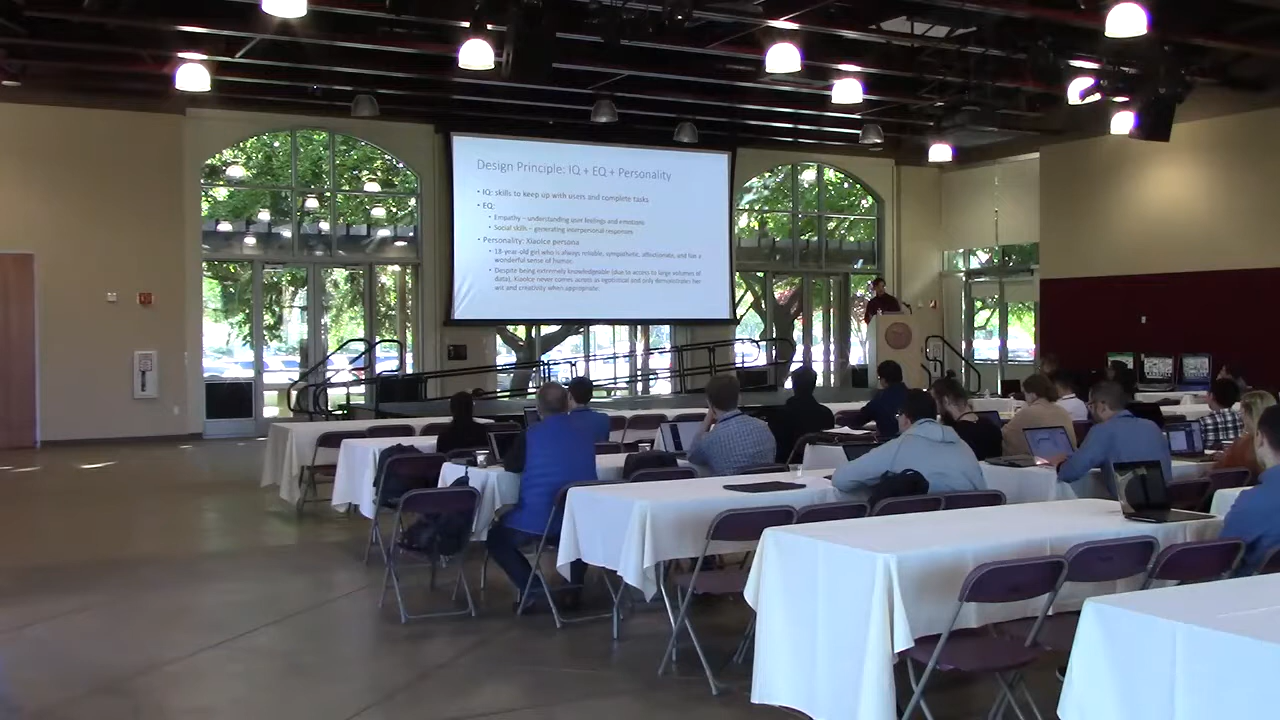 Design Principle: IQ + EQ + Personality
• IQ: skills to keep up with users and complete tasks
• EQ:
• Empathy – understanding user feelings and emotions
• Social skills – generating interpersonal responses
• Personality: XiaoIce persona
• 18-year-old girl who is always reliable, sympathetic, affectionate, and has a
wonderful sense of humor.
• Despite being extremely knowledgeable (due to access to large volumes of
data), XiaoIce never comes across as egotistical and only demonstrates her
wit and creativity when appropriate.